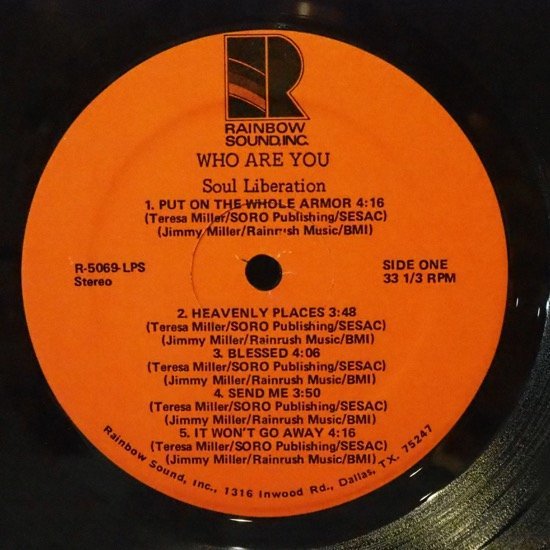 R
RAINBOW
SOUND, INC.
WHO ARE YOU
Soul Liberation
1. PUT ON THE WHOLE ARMOR 4:16
(Teresa Miller/SORO Publishing/SESAC)
(Jimmy Miller/Rainrush Music/BMI)
R-5069-LPS
Stereo
SIDE ONE
33 1/3 RPM
2. HEAVENLY PLACES 3:48
(Teresa Miller/SORO Publishing/SESAC)
(Jimmy Miller/Rainrush Music/BMI)
3. BLESSED 4:06
(Teresa Miller/SORO Publishing/SESAC)
(Jimmy Miller/Rainrush Music/BMI)
4. SEND ME 3:50
(Teresa Miller/SORO Publishing/SESAC)
(Jimmy Miller/Rainrush Music/BMI)
5. IT WON'T GO AWAY 4:16
(Teresa Miller/SORO Publishing/SESAC)
(Jimmy Miller/Rainrush Music/BMI)
Rainbow Sound, Inc., 1316 Inwood Rd., Dallas, TX. 75247